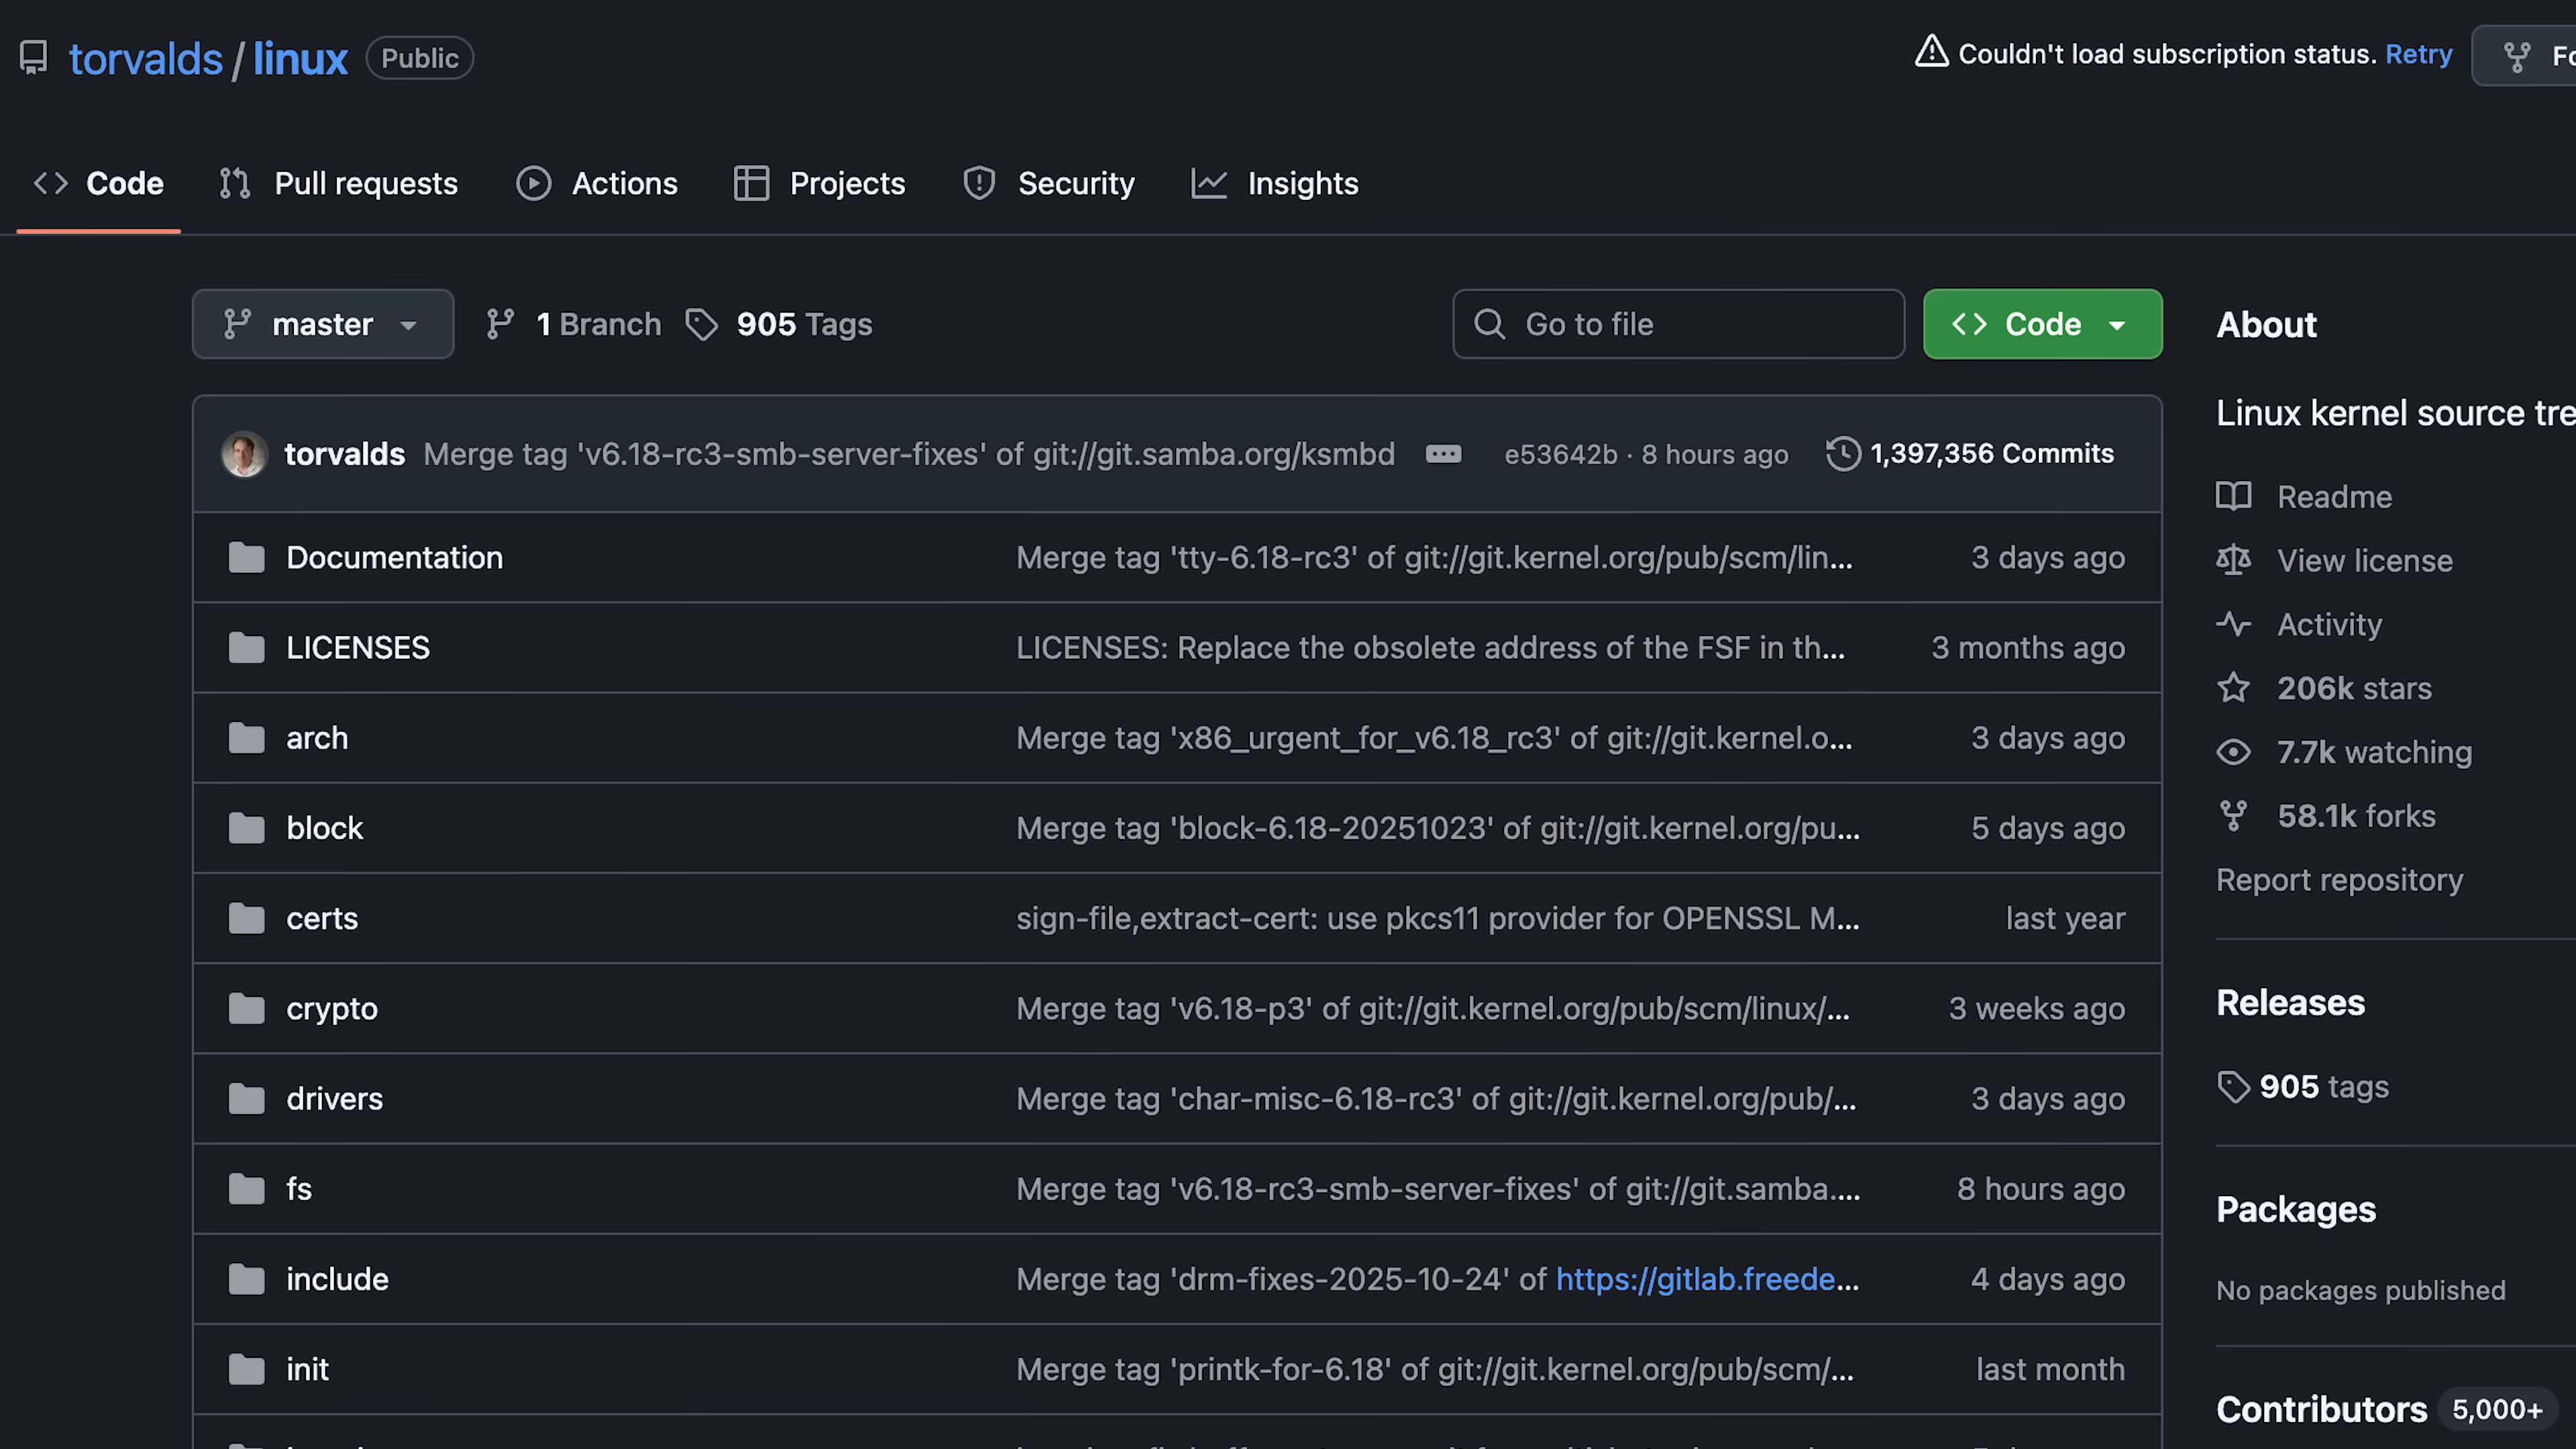 torvalds / linux Public
Couldn't load subscription status. Retry
Code Pull requests Actions Projects Security Insights
master 1 Branch 905 Tags Go to file Code
torvalds Merge tag 'v6.18-rc3-smb-server-fixes' of git://git.samba.org/ksmbd e53642b · 8 hours ago 1,397,356 Commits
Documentation Merge tag 'tty-6.18-rc3' of git://git.kernel.org/pub/scm/lin... 3 days ago
LICENSES LICENSES: Replace the obsolete address of the FSF in th... 3 months ago
arch Merge tag 'x86_urgent_for_v6.18_rc3' of git://git.kernel.o... 3 days ago
block Merge tag 'block-6.18-20251023' of git://git.kernel.org/pu... 5 days ago
certs sign-file,extract-cert: use pkcs11 provider for OPENSSL M... last year
crypto Merge tag 'v6.18-p3' of git://git.kernel.org/pub/scm/linux/... 3 weeks ago
drivers Merge tag 'char-misc-6.18-rc3' of git://git.kernel.org/pub/... 3 days ago
fs Merge tag 'v6.18-rc3-smb-server-fixes' of git://git.samba.... 8 hours ago
include Merge tag 'drm-fixes-2025-10-24' of https://gitlab.freede... 4 days ago
init Merge tag 'printk-for-6.18' of git://git.kernel.org/pub/scm/... last month
About
Linux kernel source tre
Readme
View license
Activity
206k stars
7.7k watching
58.1k forks
Report repository
Releases
905 tags
Packages
No packages published
Contributors 5,000+